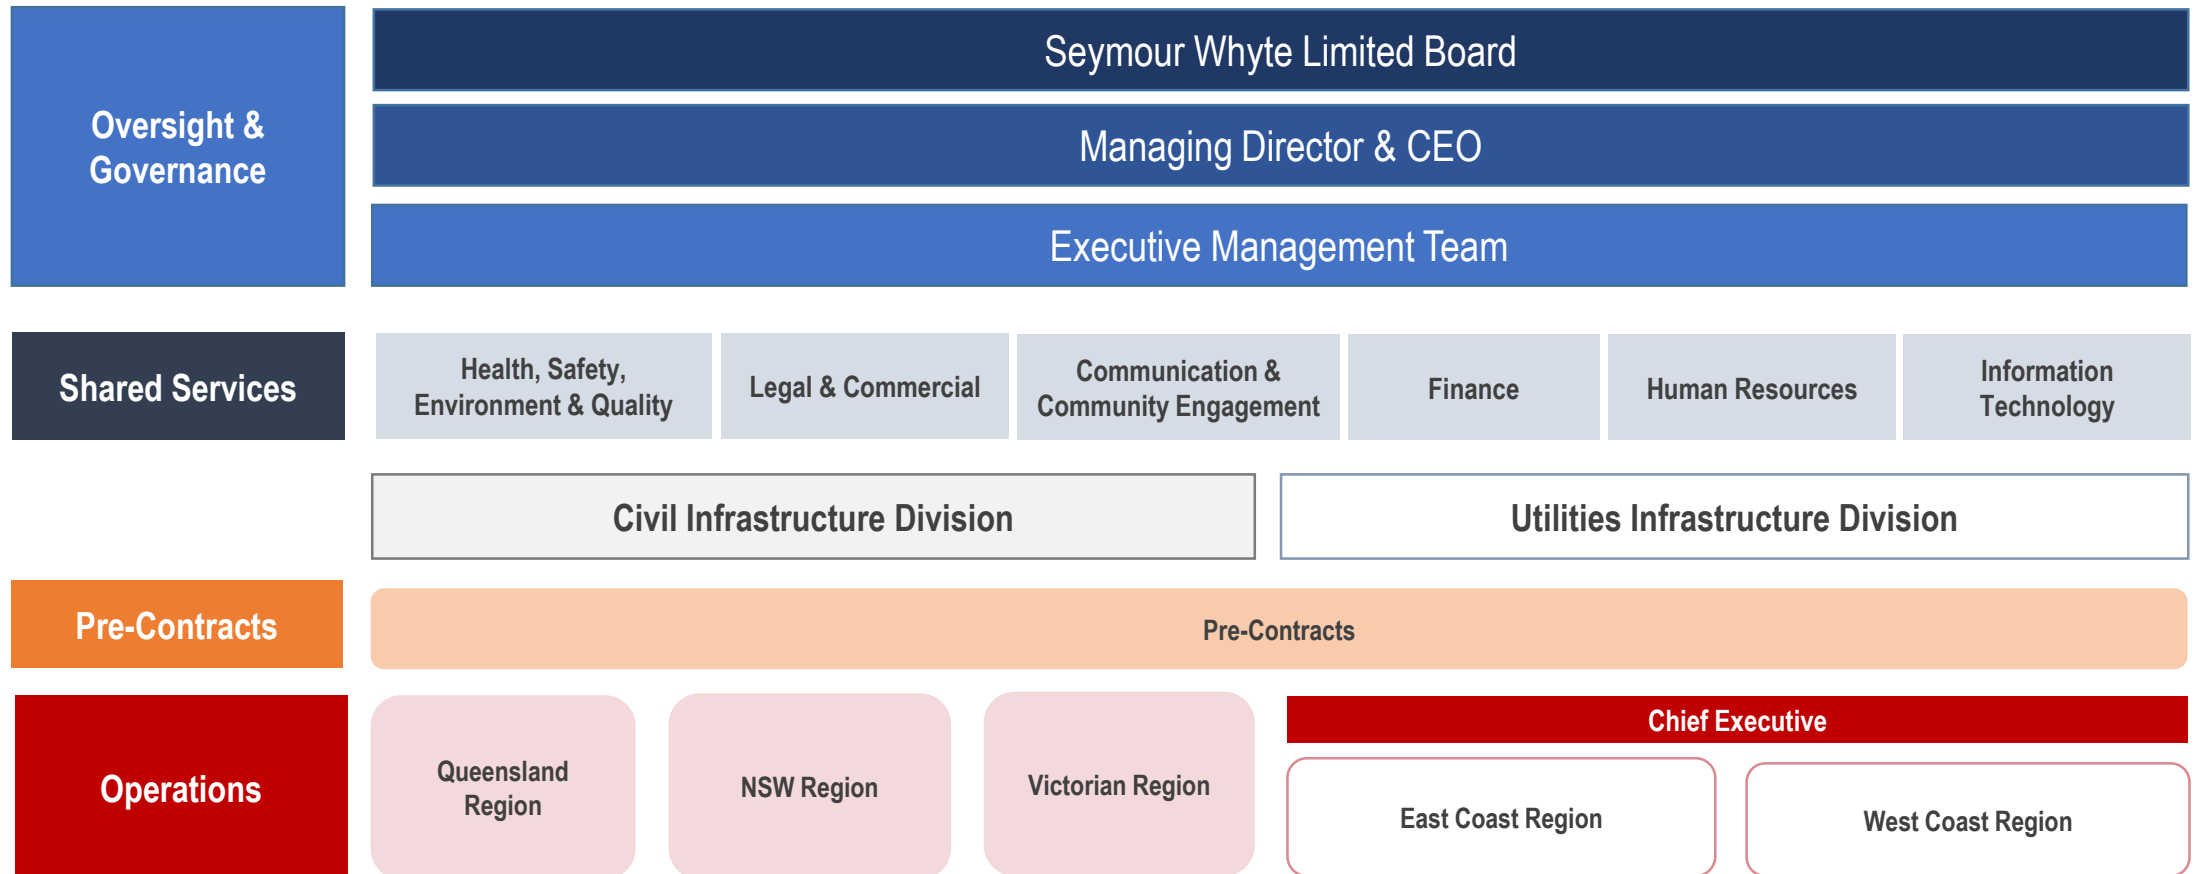 Oversight &
Governance
Seymour Whyte Limited Board
Managing Director & CEO
Executive Management Team
Shared Services
Health, Safety,
Environment & Quality
Legal & Commercial
Communication &
Community Engagement
Finance
Human Resources
Information
Technology
Civil Infrastructure Division
Utilities Infrastructure Division
Pre-Contracts
Pre-Contracts
Operations
Queensland
Region
NSW Region
Victorian Region
Chief Executive
East Coast Region
West Coast Region